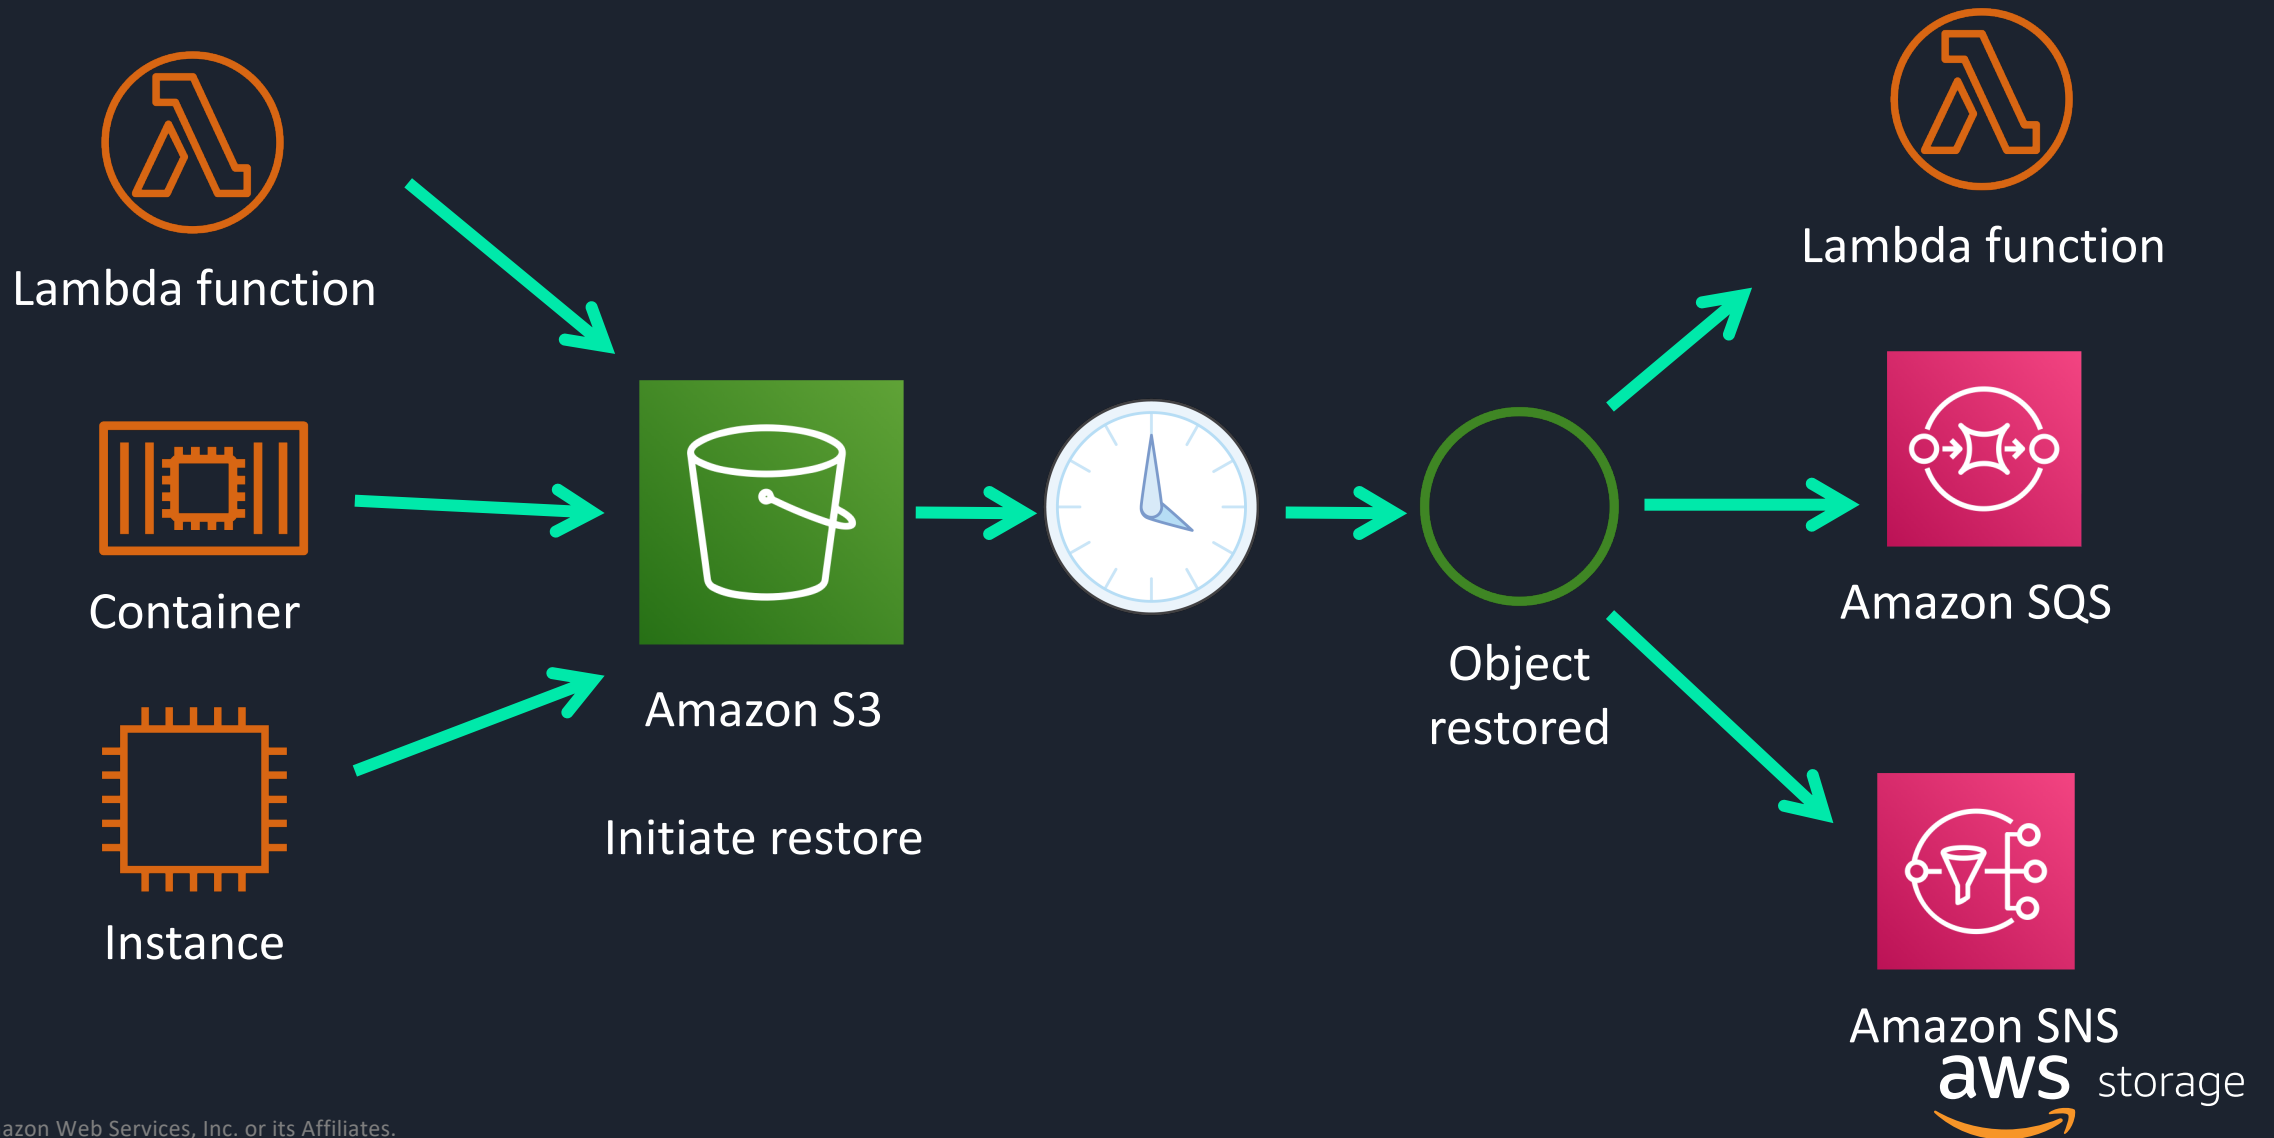 Lambda function
Container
Instance
Amazon S3
Initiate restore
Object
restored
Lambda function
Amazon SQS
Amazon SNS
aws storage
azon Web Services, Inc. or its Affiliates.